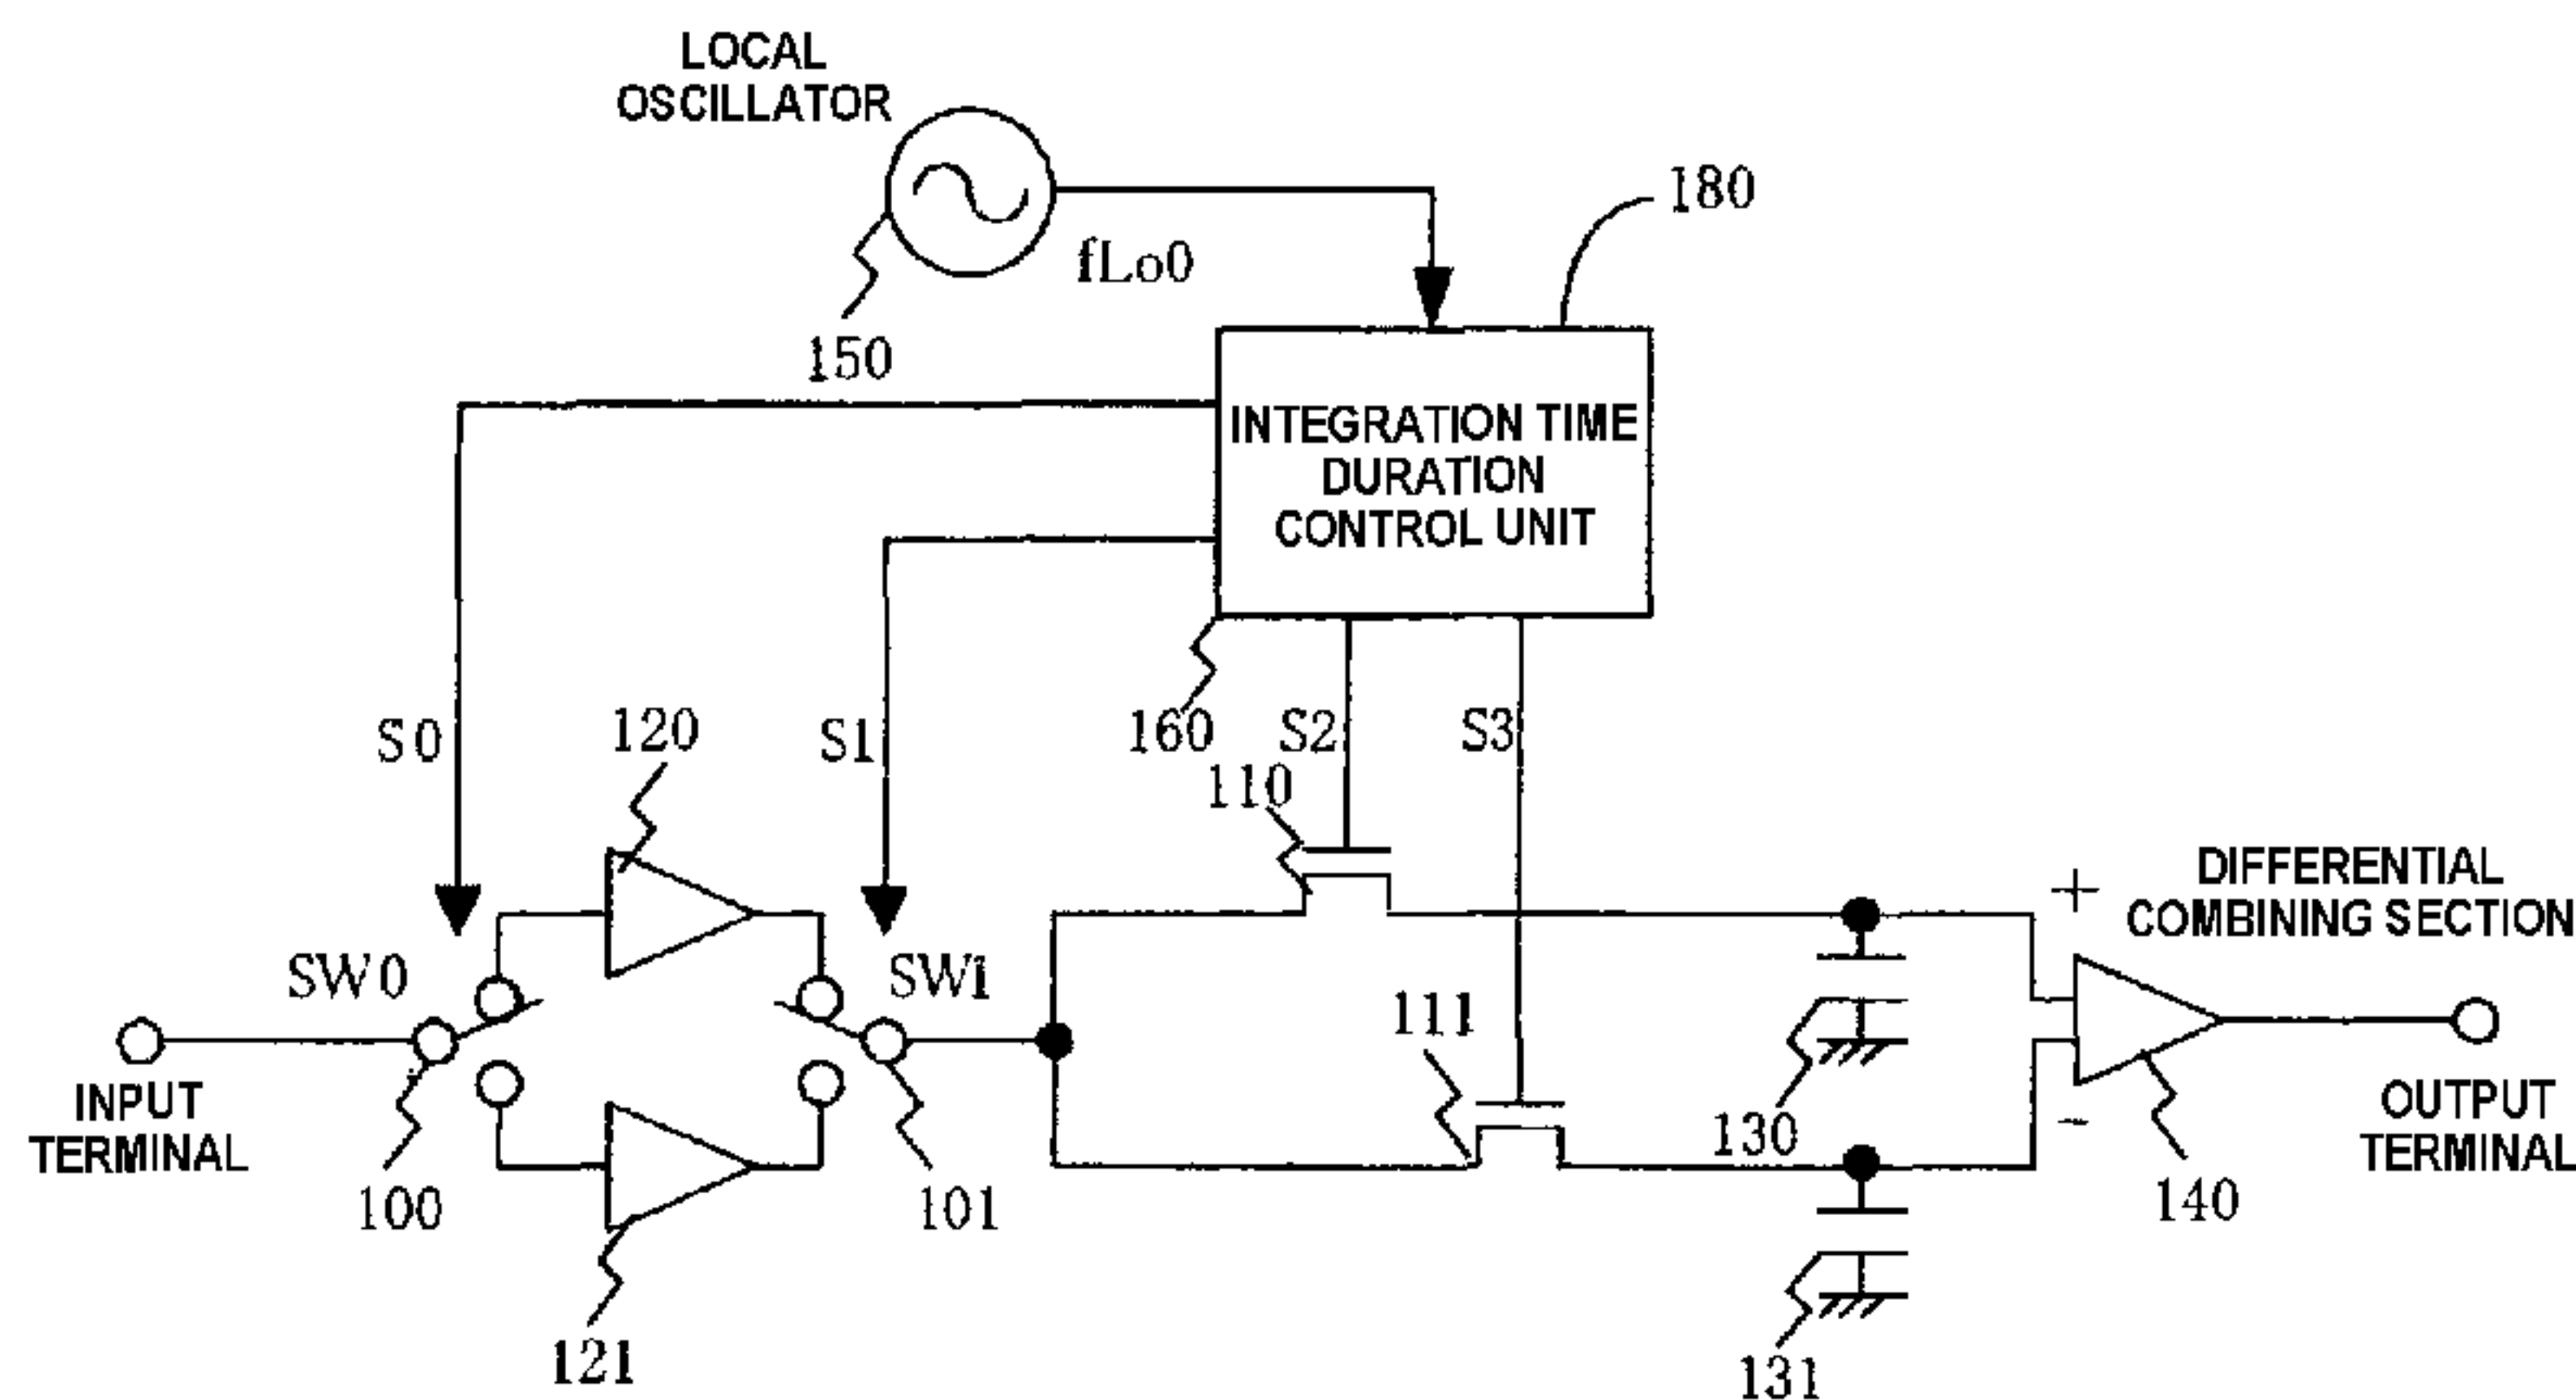 LOCAL
OSCILLATOR
180
fLo0
150
INTEGRATION TIME
DURATION
CONTROL UNIT
S0
120
S1
160
S2
S3
110
DIFFERENTIAL
COMBINING SECTION
+
SW0
SW1
111
INPUT
TERMINAL
130
-
OUTPUT
TERMINAL
100
101
140
121
131